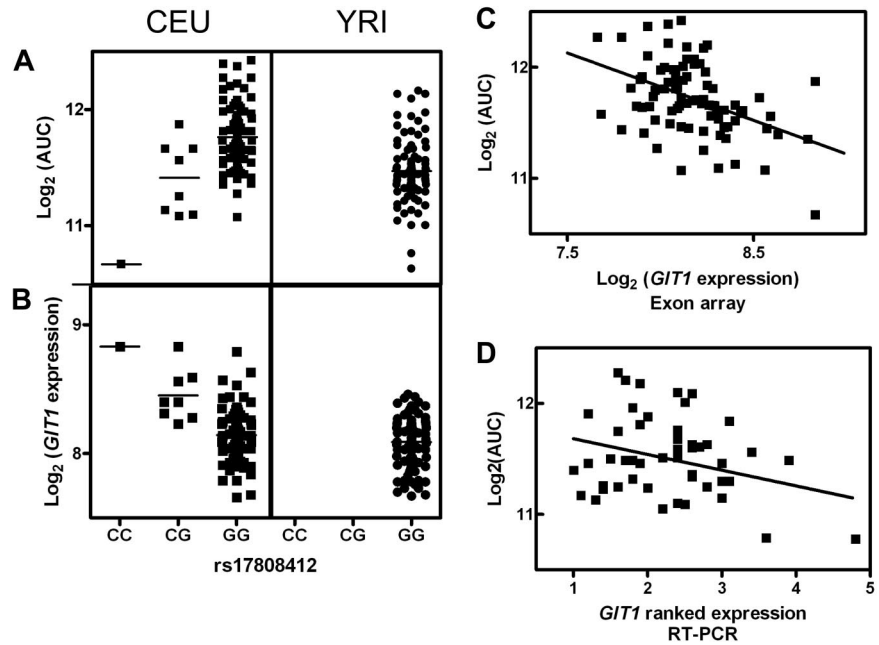 CEU YRI
A
Log2 (AUC)
12
11
B
Log2 (GIT1 expression)
9
8
CC CG GG CC CG GG
rs17808412
C
Log2 (AUC)
12
11
7.5 8.5
Log2 (GIT1 expression)
Exon array
D
Log2(AUC)
12
11
1 2 3 4 5
GIT1 ranked expression
RT-PCR